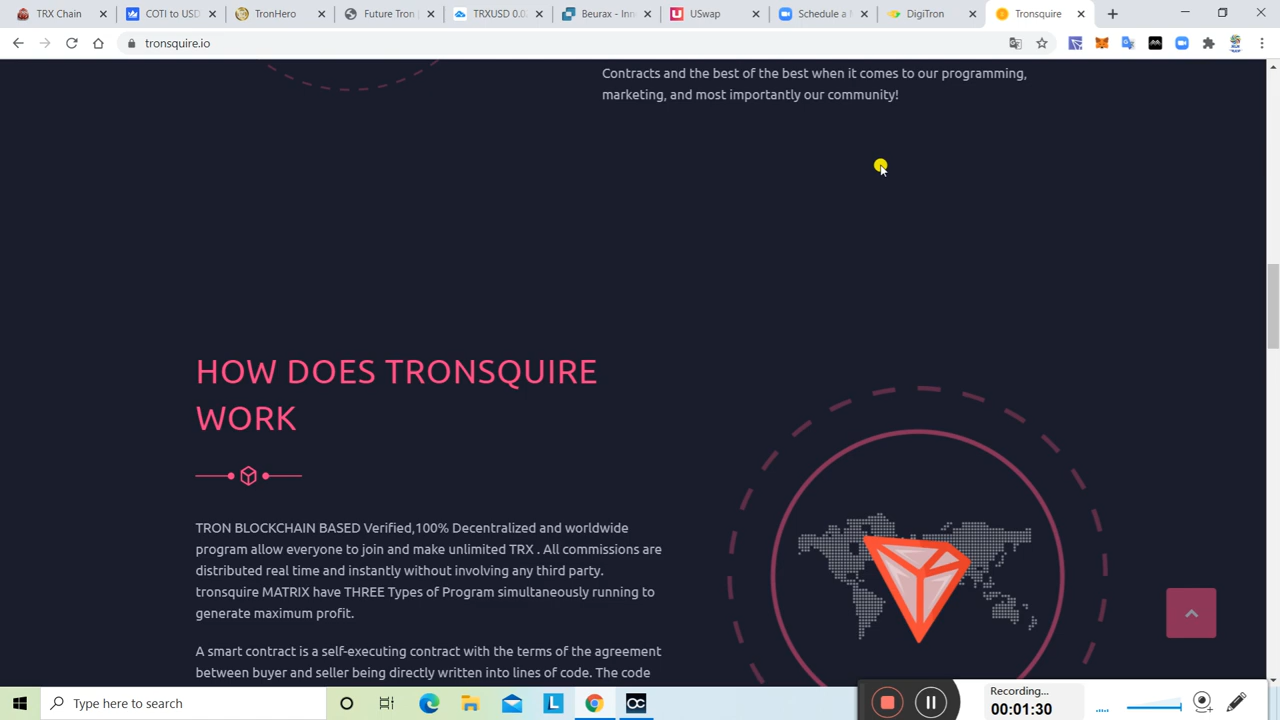 TRX Chain
COTI to USD
TronHero
Future Tron
TRXUSD 0.02
Beurax - Inn
USwap
Schedule a
DigiTron
Tronsquire
tronsquire.io
Contracts and the best of the best when it comes to our programming,
marketing, and most importantly our community!
HOW DOES TRONSQUIRE
WORK
TRON BLOCKCHAIN BASED Verified,100% Decentralized and worldwide
program allow everyone to join and make unlimited TRX . All commissions are
distributed realtime and instantly without involving any third party.
tronsquire MATRIX have THREE Types of Program simultaneously running to
generate maximum profit.
A smart contract is a self-executing contract with the terms of the agreement
between buyer and seller being directly written into lines of code. The code
Type here to search
Recording...
00:01:30